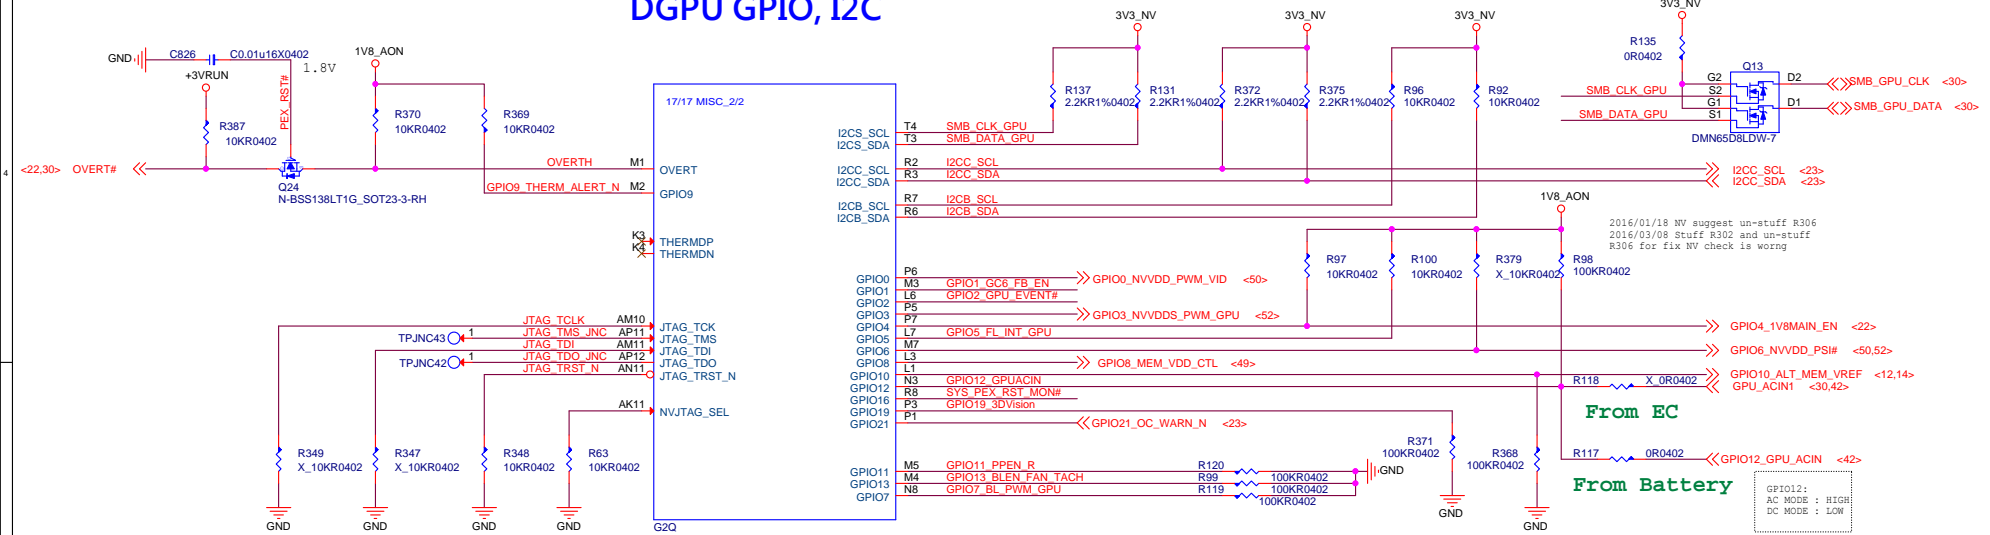 DGPU GPIO, I2C
GND
C826
C0.01u16X0402
+3VRUN
PEX_RST#
1.8V
1V8_AON
R387
10KR0402
R370
10KR0402
R369
10KR0402
4
<22,30>
OVERT#
Q24
N-BSS138LT1G_SOT23-3-RH
OVERTH
M1
GPIO9_THERM_ALERT_N
M2
K3
K4
JTAG_TCLK
AM10
TPJNC43
1
JTAG_TMS_JNC
AP11
JTAG_TDI
AM11
TPJNC42
1
JTAG_TDO_JNC
AP12
JTAG_TRST_N
AN11
AK11
R349
X_10KR0402
R347
X_10KR0402
R348
10KR0402
R63
10KR0402
GND
GND
GND
GND
17/17 MISC_2/2
OVERT
GPIO9
THERMDP
THERMDN
JTAG_TCK
JTAG_TMS
JTAG_TDI
JTAG_TDO
JTAG_TRST_N
NVJTAG_SEL
G2Q
I2CS_SCL
I2CS_SDA
I2CC_SCL
I2CC_SDA
I2CB_SCL
I2CB_SDA
GPIO0
GPIO1
GPIO2
GPIO3
GPIO4
GPIO5
GPIO6
GPIO8
GPIO10
GPIO12
GPIO16
GPIO19
GPIO21
GPIO11
GPIO13
GPIO7
3V3_NV
3V3_NV
3V3_NV
3V3_NV
R137
2.2KR1%0402
R131
2.2KR1%0402
R372
2.2KR1%0402
R375
2.2KR1%0402
R96
10KR0402
R92
10KR0402
R135
0R0402
Q13
G2
S2
G1
S1
D2
D1
SMB_CLK_GPU
SMB_DATA_GPU
SMB_GPU_CLK <30>
SMB_GPU_DATA <30>
DMN65D8LDW-7
T4
SMB_CLK_GPU
T3
SMB_DATA_GPU
R2
I2CC_SCL
R3
I2CC_SDA
I2CC_SCL <23>
I2CC_SDA <23>
R7
I2CB_SCL
R6
I2CB_SDA
1V8_AON
2016/01/18 NV suggest un-stuff R306
2016/03/08 Stuff R302 and un-stuff
R306 for fix NV check is worng
R97
10KR0402
R100
10KR0402
R379
X_10KR0402
R98
100KR0402
P6
GPIO0_NVVDD_PWM_VID <50>
M3
GPIO1_GC6_FB_EN
L6
GPIO2_GPU_EVENT#
P5
GPIO3_NVVDDS_PWM_GPU <52>
P7
GPIO4_1V8MAIN_EN <22>
L7
GPIO5_FL_INT_GPU
M7
GPIO6_NVVDD_PSI# <50,52>
L3
GPIO8_MEM_VDD_CTL <49>
L1
GPIO10_ALT_MEM_VREF <12,14>
N3
GPIO12_GPUACIN
R118
X_0R0402
GPU_ACIN1 <30,42>
R8
SYS_PEX_RST_MON#
P3
GPIO19_3DVision
P1
GPIO21_OC_WARN_N <23>
From EC
R371
100KR0402
R368
100KR0402
R117
0R0402
GPIO12_GPU_ACIN <42>
From Battery
M5
GPIO11_PPEN_R
R120
100KR0402
M4
GPIO13_BLEN_FAN_TACH
R99
100KR0402
N8
GPIO7_BL_PWM_GPU
R119
100KR0402
GND
GND
GND
GPIO12:
AC MODE : HIGH
DC MODE : LOW